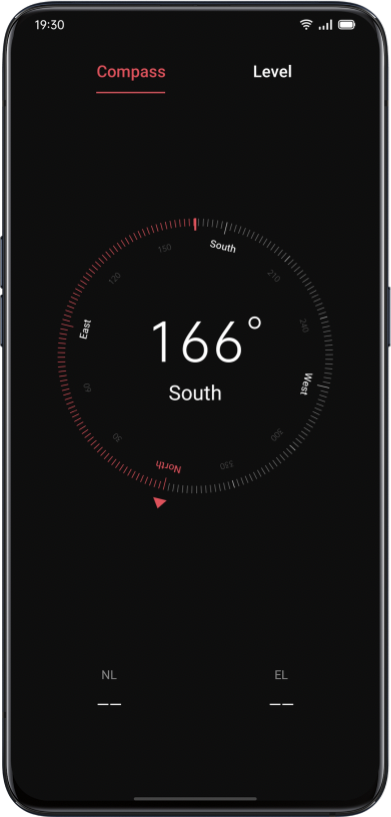 19:30
Compass
Level
150
South
210
120
240
East
166°
West
South
60
30
300
North
330
NL
EL
——
——